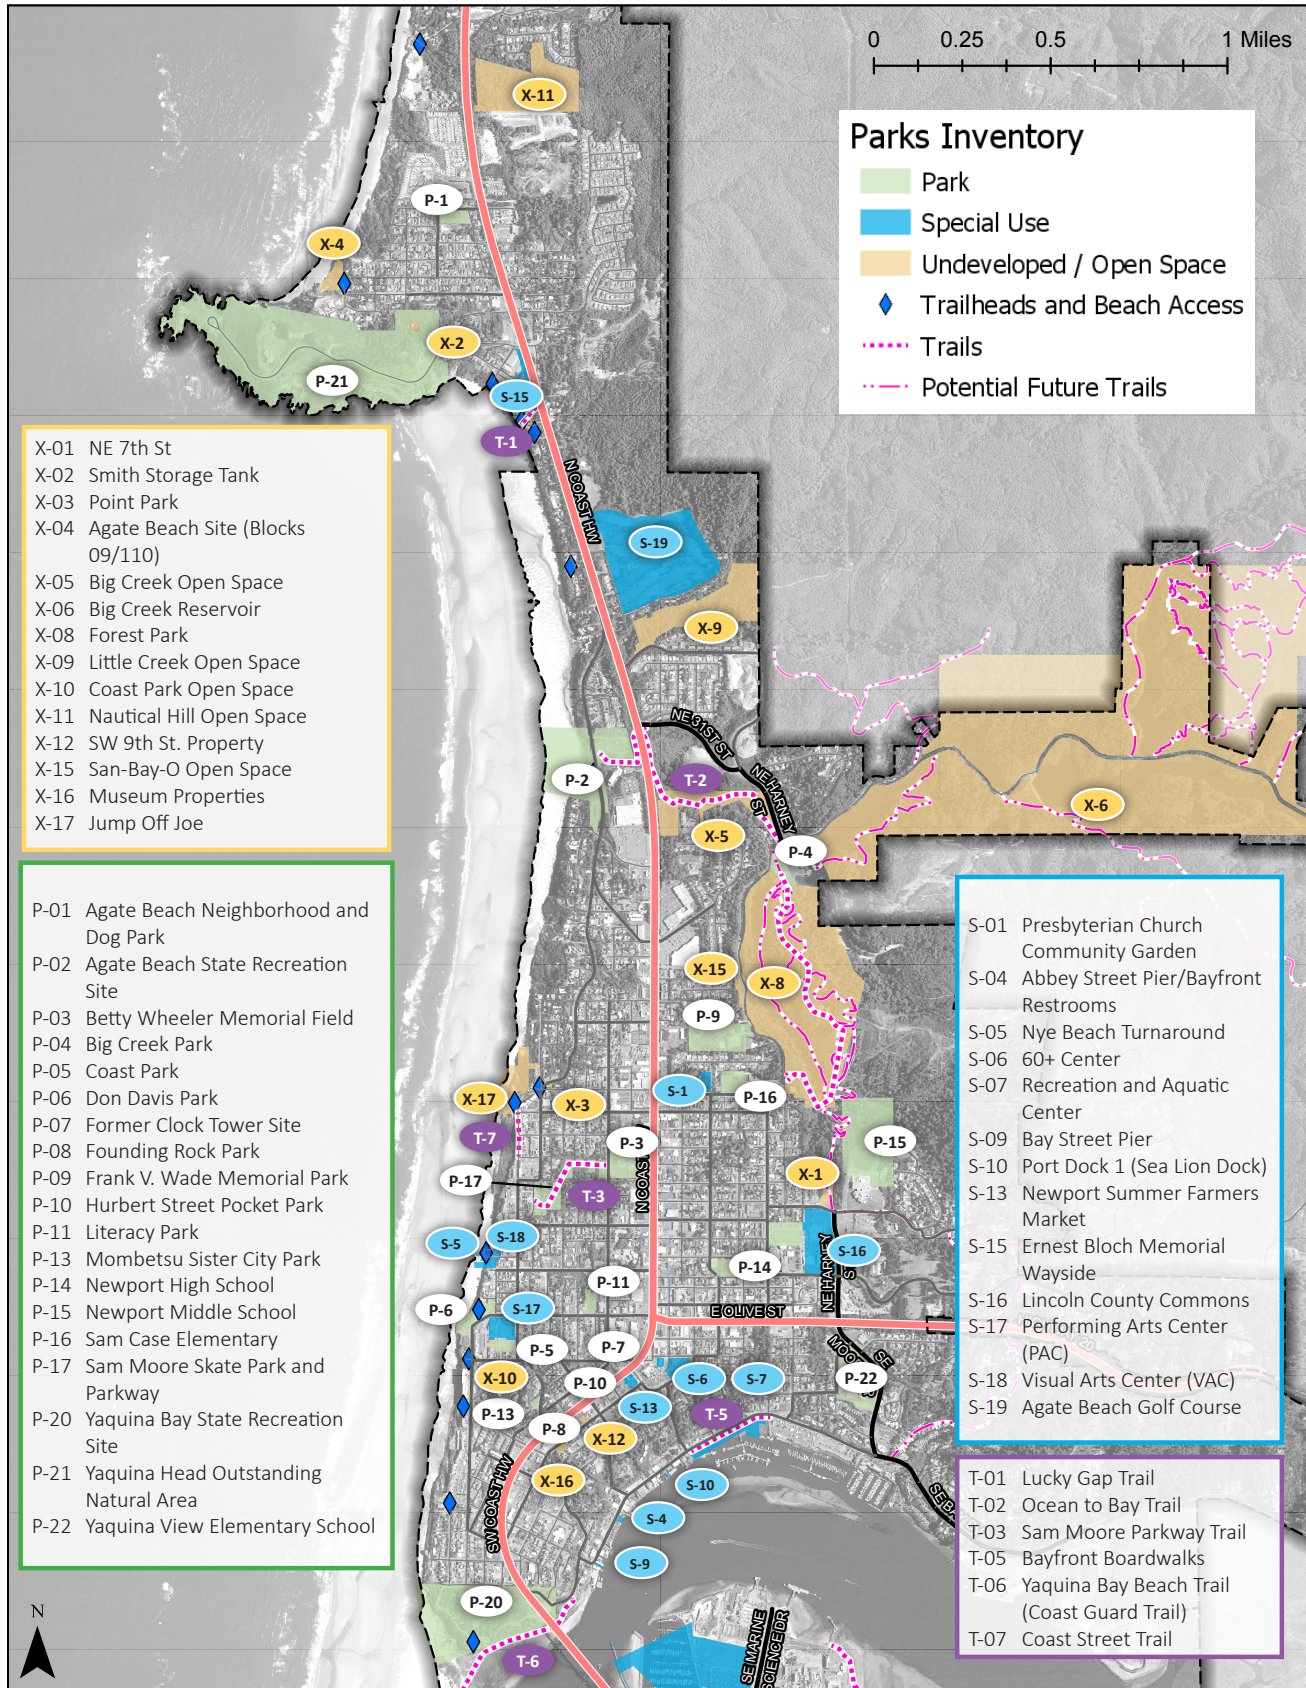 0 0.25 0.5 1 Miles
Parks Inventory
Park
Special Use
Undeveloped / Open Space
Trailheads and Beach Access
Trails
Potential Future Trails
X-11
P-1
X-4
X-2
P-21
S-15
T-1
N COAST HW
S-19
X-9
X-01 NE 7th St
X-02 Smith Storage Tank
X-03 Point Park
X-04 Agate Beach Site (Blocks
09/110)
X-05 Big Creek Open Space
X-06 Big Creek Reservoir
X-08 Forest Park
X-09 Little Creek Open Space
X-10 Coast Park Open Space
X-11 Nautical Hill Open Space
X-12 SW 9th St. Property
X-15 San-Bay-O Open Space
X-16 Museum Properties
X-17 Jump Off Joe
NE 31ST ST
P-2
T-2
NE HARNEY
ST
X-5
X-6
P-4
P-01 Agate Beach Neighborhood and
Dog Park
P-02 Agate Beach State Recreation
Site
P-03 Betty Wheeler Memorial Field
P-04 Big Creek Park
P-05 Coast Park
P-06 Don Davis Park
P-07 Former Clock Tower Site
P-08 Founding Rock Park
P-09 Frank V. Wade Memorial Park
P-10 Hurbert Street Pocket Park
P-11 Literacy Park
P-13 Mombetsu Sister City Park
P-14 Newport High School
P-15 Newport Middle School
P-16 Sam Case Elementary
P-17 Sam Moore Skate Park and
Parkway
P-20 Yaquina Bay State Recreation
Site
P-21 Yaquina Head Outstanding
Natural Area
P-22 Yaquina View Elementary School
X-15
X-8
P-9
X-17
X-3
S-1
P-16
T-7
P-3
P-15
P-17
T-3
X-1
N COAST
S-5
S-18
S-16
NE HARNEY
S
P-11
P-14
P-6
S-17
E OLIVE ST
P-5
P-7
SE
MOO
X-10
P-10
S-6
S-7
P-22
P-13
S-13
T-5
P-8
X-12
X-16
S-10
SW COAST HW
S-4
SE BA
S-9
P-20
T-6
SE MARINE
SCIENCE DR
S-01 Presbyterian Church
Community Garden
S-04 Abbey Street Pier/Bayfront
Restrooms
S-05 Nye Beach Turnaround
S-06 60+ Center
S-07 Recreation and Aquatic
Center
S-09 Bay Street Pier
S-10 Port Dock 1 (Sea Lion Dock)
S-13 Newport Summer Farmers
Market
S-15 Ernest Bloch Memorial
Wayside
S-16 Lincoln County Commons
S-17 Performing Arts Center
(PAC)
S-18 Visual Arts Center (VAC)
S-19 Agate Beach Golf Course
T-01 Lucky Gap Trail
T-02 Ocean to Bay Trail
T-03 Sam Moore Parkway Trail
T-05 Bayfront Boardwalks
T-06 Yaquina Bay Beach Trail
(Coast Guard Trail)
T-07 Coast Street Trail
N